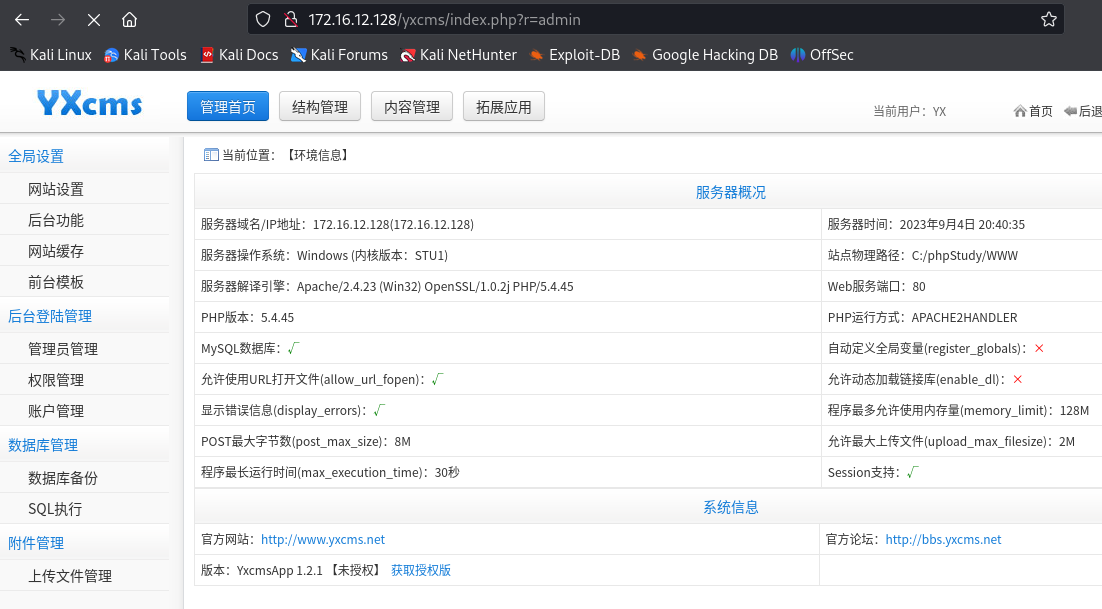 172.16.12.128/yxcms/index.php?r=admin
Kali Linux Kali Tools Kali Docs Kali Forums Kali NetHunter Exploit-DB Google Hacking DB OffSec
YXcms 管理首页 结构管理 内容管理 拓展应用 当前用户：YX 首页 后退
全局设置
网站设置
后台功能
网站缓存
前台模板
后台登陆管理
管理员管理
权限管理
账户管理
数据库管理
数据库备份
SQL执行
附件管理
上传文件管理
当前位置：【环境信息】
服务器概况
服务器域名/IP地址：172.16.12.128(172.16.12.128) 服务器时间：2023年9月4日 20:40:35
服务器操作系统：Windows (内核版本：STU1) 站点物理路径：C:/phpStudy/WWW
服务器解译引擎：Apache/2.4.23 (Win32) OpenSSL/1.0.2j PHP/5.4.45 Web服务端口：80
PHP版本：5.4.45 PHP运行方式：APACHE2HANDLER
MySQL数据库：√ 自动定义全局变量(register_globals)：×
允许使用URL打开文件(allow_url_fopen)：√ 允许动态加载链接库(enable_dl)：×
显示错误信息(display_errors)：√ 程序最多允许使用内存量(memory_limit)：128M
POST最大字节数(post_max_size)：8M 允许最大上传文件(upload_max_filesize)：2M
程序最长运行时间(max_execution_time)：30秒 Session支持：√
系统信息
官方网站：http://www.yxcms.net 官方论坛：http://bbs.yxcms.net
版本：YxcmsApp 1.2.1 【未授权】 获取授权版